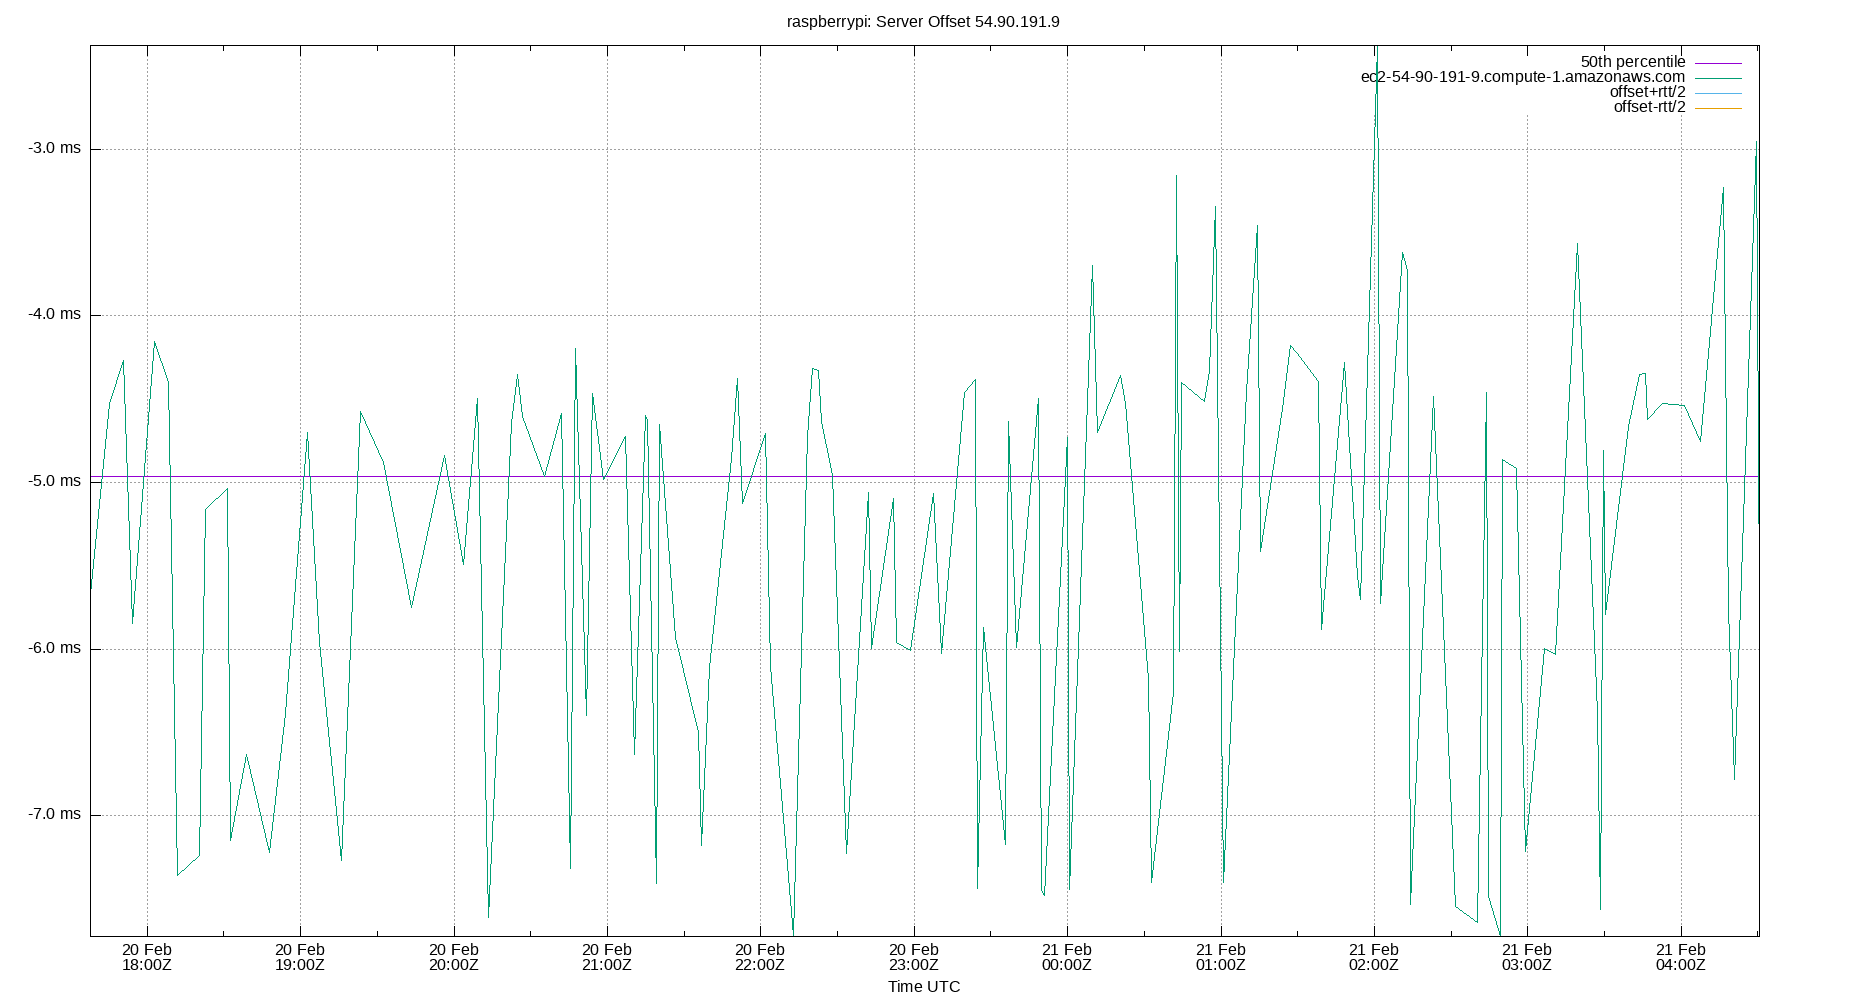 raspberrypi: Server Offset 54.90.191.9
50th percentile
ec2-54-90-191-9.compute-1.amazonaws.com
offset+rtt/2
offset-rtt/2
-3.0 ms
-4.0 ms
-5.0 ms
-6.0 ms
-7.0 ms
20 Feb 20 Feb 20 Feb 20 Feb 20 Feb 20 Feb 21 Feb 21 Feb 21 Feb 21 Feb 21 Feb
18:00Z 19:00Z 20:00Z 21:00Z 22:00Z 23:00Z 00:00Z 01:00Z 02:00Z 03:00Z 04:00Z
Time UTC